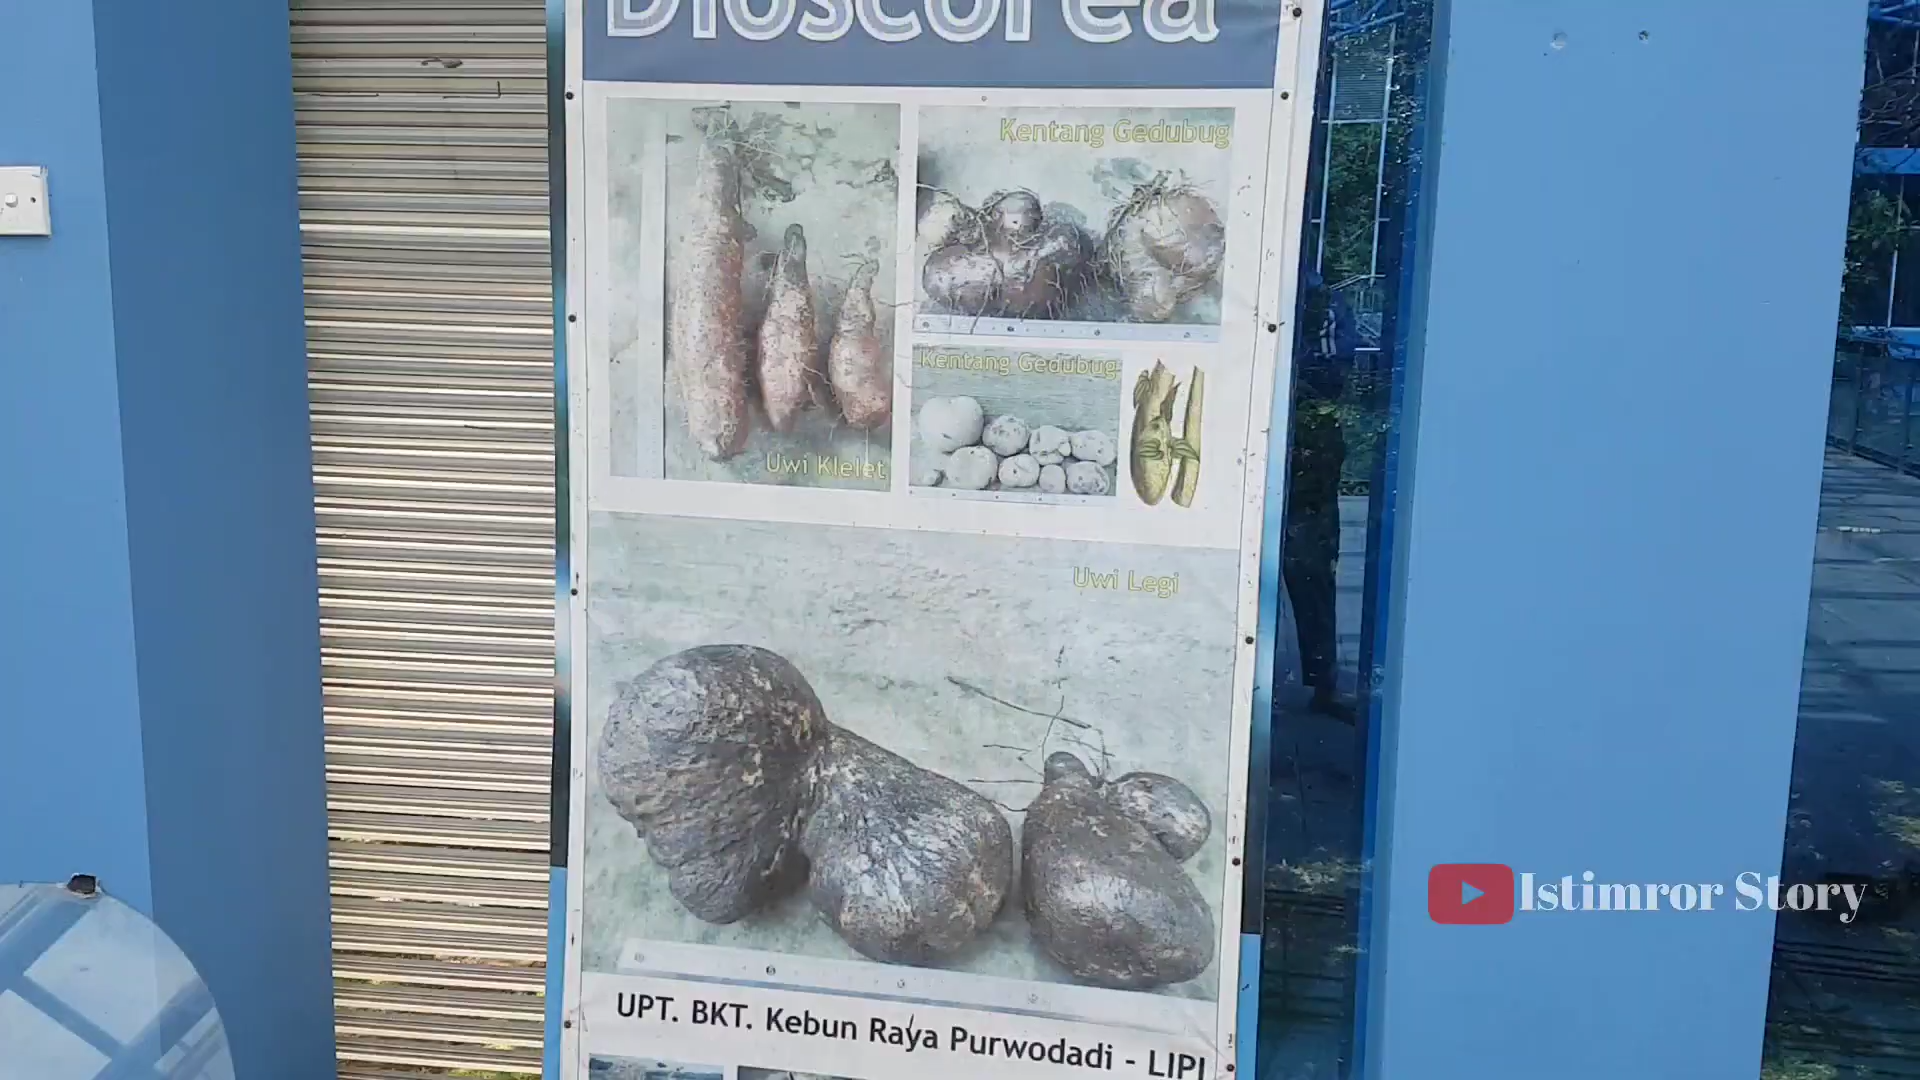 Dioscorea
Kentang Gedubug
Kentang Gedubug
Uwi Klelet
Uwi Legi
UPT. BKT. Kebun Raya Purwodadi - LIPI
Istimror Story